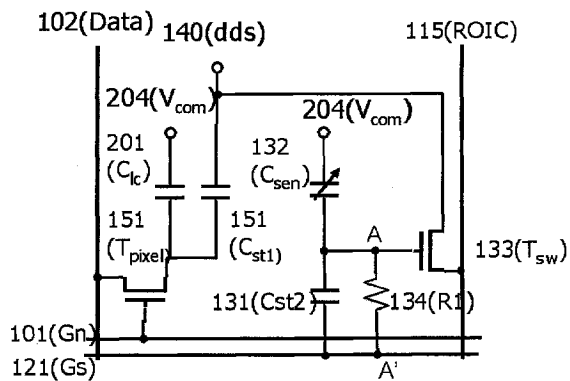 102(Data)
140(dds)
115(ROIC)
204(Vcom)
204(Vcom)
201
(Clc)
132
(Csen)
151
(Tpixel)
151
(Cst1)
A
133(Tsw)
131(Cst2)
134(R1)
101(Gn)
121(Gs)
A'